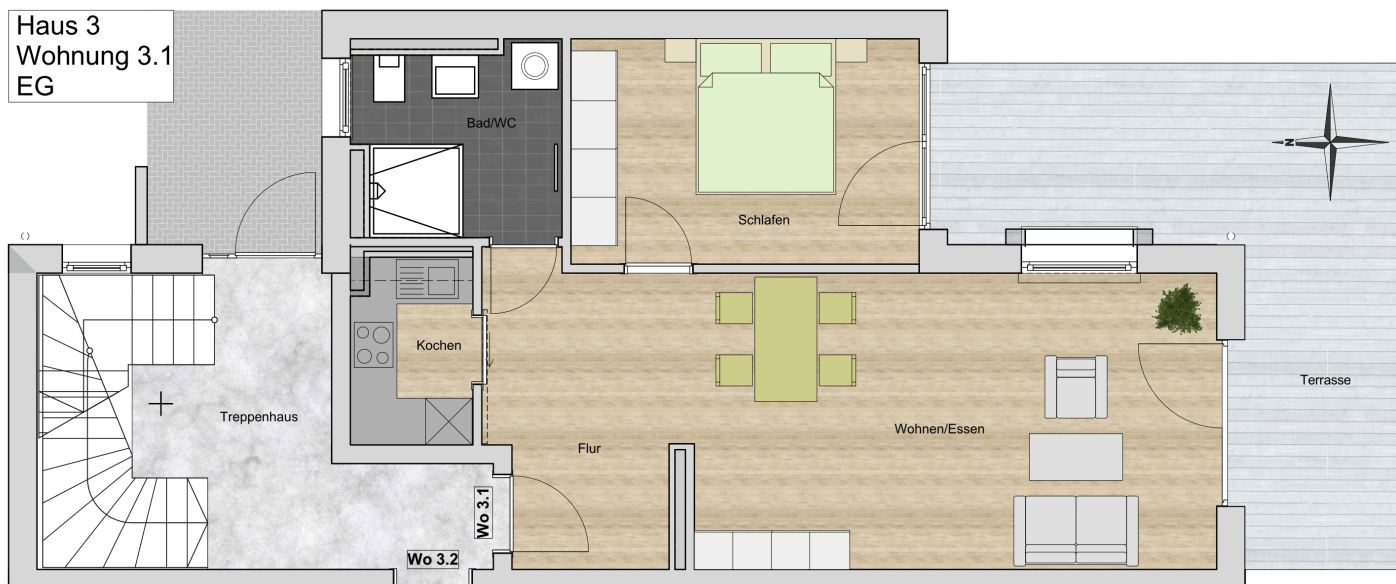 Haus 3
Wohnung 3.1
EG
Bad/WC
Schlafen
N
Kochen
Treppenhaus
Flur
Wohnen/Essen
Terrasse
Wo 3.1
Wo 3.2